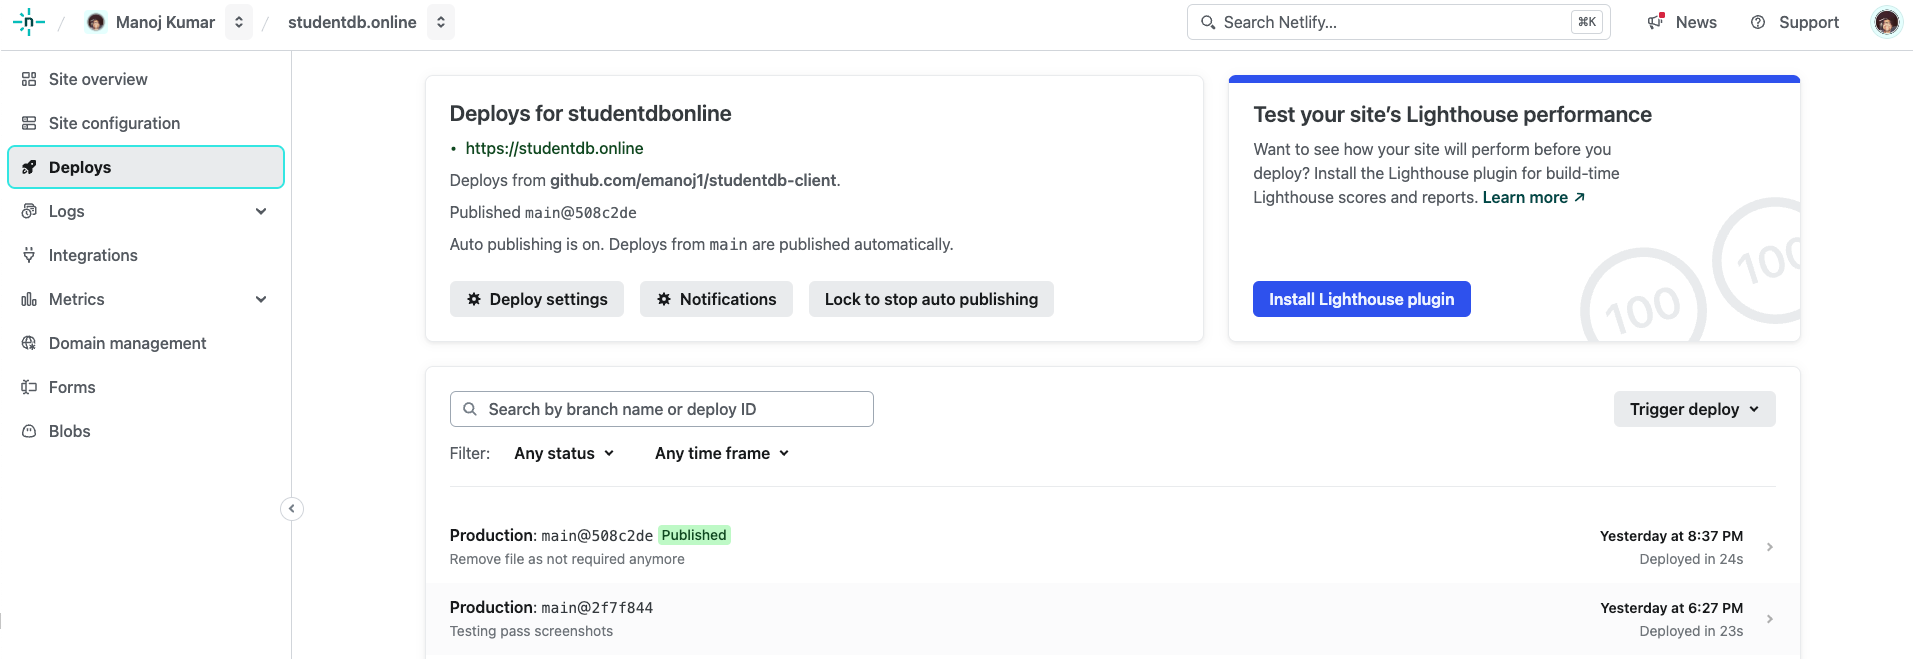 Manoj Kumar
studentdb.online
Search Netlify...
⌘K
News
Support
Site overview
Site configuration
Deploys
Logs
Integrations
Metrics
Domain management
Forms
Blobs
Deploys for studentdbonline
• https://studentdb.online
Deploys from github.com/emanoj1/studentdb-client.
Published main@508c2de
Auto publishing is on. Deploys from main are published automatically.
Deploy settings
Notifications
Lock to stop auto publishing
Test your site’s Lighthouse performance
Want to see how your site will perform before you
deploy? Install the Lighthouse plugin for build-time
Lighthouse scores and reports. Learn more ↗
Install Lighthouse plugin
100
100
Search by branch name or deploy ID
Trigger deploy
Filter: Any status Any time frame
Production: main@508c2de Published
Yesterday at 8:37 PM
Remove file as not required anymore
Deployed in 24s
Production: main@2f7f844
Yesterday at 6:27 PM
Testing pass screenshots
Deployed in 23s